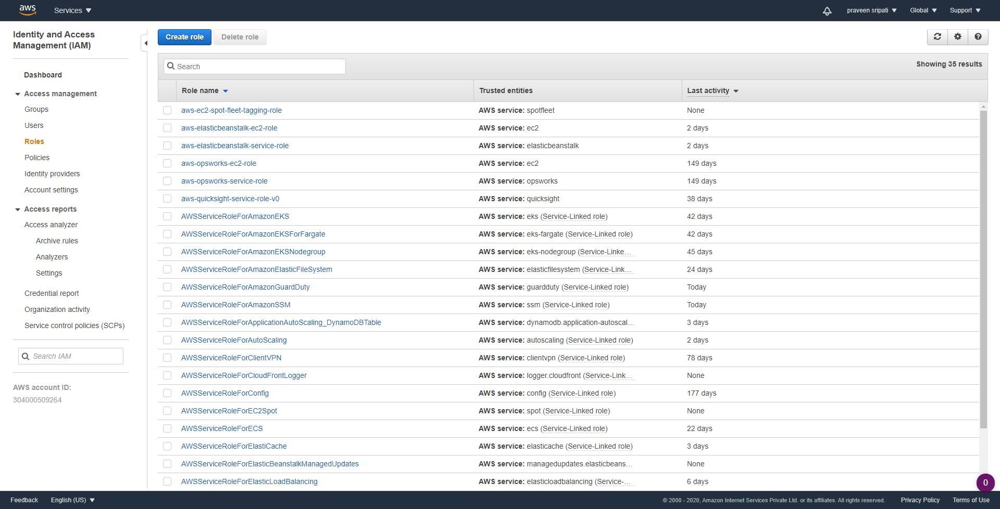 aws
Services
praveen sripati
Global
Support
Identity and Access
Management (IAM)
Dashboard
Access management
Groups
Users
Roles
Policies
Identity providers
Account settings
Access reports
Access analyzer
Archive rules
Analyzers
Settings
Credential report
Organization activity
Service control policies (SCPs)
Search IAM
AWS account ID:
304000509264
Create role
Delete role
Search
Showing 35 results
Role name Trusted entities Last activity
aws-ec2-spot-fleet-tagging-role AWS service: spotfleet None
aws-elasticbeanstalk-ec2-role AWS service: ec2 2 days
aws-elasticbeanstalk-service-role AWS service: elasticbeanstalk 2 days
aws-opsworks-ec2-role AWS service: ec2 149 days
aws-opsworks-service-role AWS service: opsworks 149 days
aws-quicksight-service-role-v0 AWS service: quicksight 38 days
AWSServiceRoleForAmazonEKS AWS service: eks (Service-Linked role) 42 days
AWSServiceRoleForAmazonEKSForFargate AWS service: eks-fargate (Service-Linked role) 42 days
AWSServiceRoleForAmazonEKSNodegroup AWS service: eks-nodegroup (Service-Linke... 45 days
AWSServiceRoleForAmazonElasticFileSystem AWS service: elasticfilesystem (Service-Link... 24 days
AWSServiceRoleForAmazonGuardDuty AWS service: guardduty (Service-Linked role) Today
AWSServiceRoleForAmazonSSM AWS service: ssm (Service-Linked role) Today
AWSServiceRoleForApplicationAutoScaling_DynamoDBTable AWS service: dynamodb.application-autoscal... 3 days
AWSServiceRoleForAutoScaling AWS service: autoscaling (Service-Linked role) 2 days
AWSServiceRoleForClientVPN AWS service: clientvpn (Service-Linked role) 78 days
AWSServiceRoleForCloudFrontLogger AWS service: logger.cloudfront (Service-Link... None
AWSServiceRoleForConfig AWS service: config (Service-Linked role) 177 days
AWSServiceRoleForEC2Spot AWS service: spot (Service-Linked role) None
AWSServiceRoleForECS AWS service: ecs (Service-Linked role) 22 days
AWSServiceRoleForElastiCache AWS service: elasticache (Service-Linked role) 3 days
AWSServiceRoleForElasticBeanstalkManagedUpdates AWS service: managedupdates.elasticbeans... None
AWSServiceRoleForElasticLoadBalancing AWS service: elasticloadbalancing (Service-... 6 days
0
Feedback
English (US)
© 2008 - 2020, Amazon Internet Services Private Ltd. or its affiliates. All rights reserved.
Privacy Policy
Terms of Use